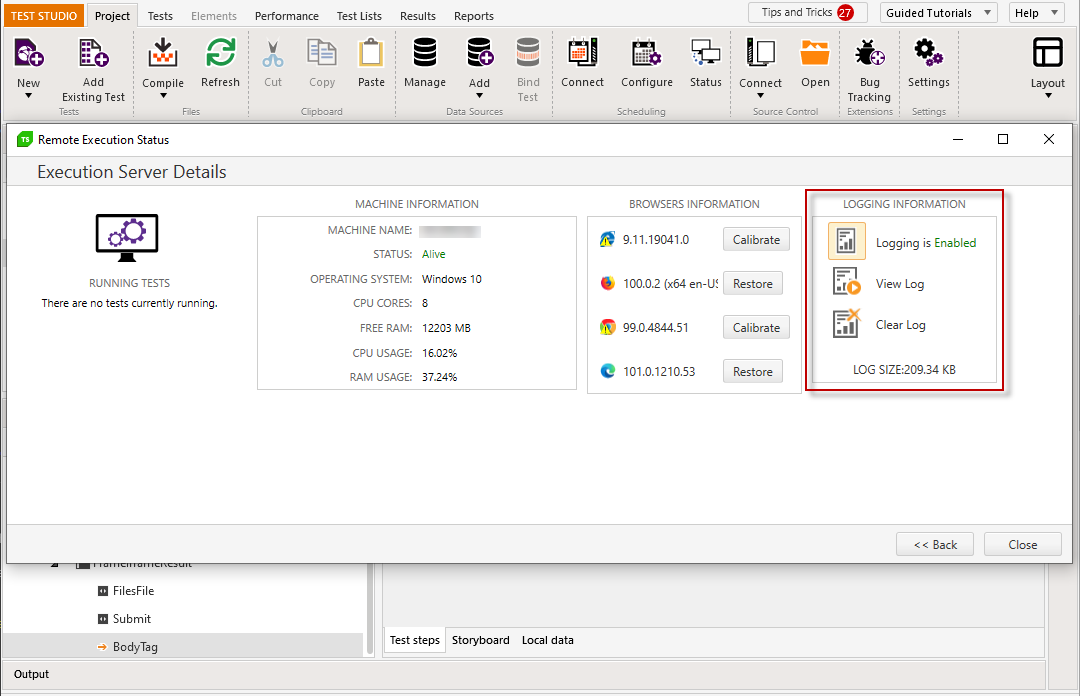 TEST STUDIO Project Tests Elements Performance Test Lists Results Reports Tips and Tricks 27 Guided Tutorials Help
New Add Existing Test Compile Refresh Cut Copy Paste Manage Add Bind Test Connect Configure Status Connect Open Bug Tracking Settings Layout
Tests Files Clipboard Data Sources Scheduling Source Control Extensions Settings
TS Remote Execution Status
Execution Server Details
RUNNING TESTS
There are no tests currently running.
MACHINE INFORMATION
MACHINE NAME:
STATUS: Alive
OPERATING SYSTEM: Windows 10
CPU CORES: 8
FREE RAM: 12203 MB
CPU USAGE: 16.02%
RAM USAGE: 37.24%
BROWSERS INFORMATION
9.11.19041.0 Calibrate
100.0.2 (x64 en-US Restore
99.0.4844.51 Calibrate
101.0.1210.53 Restore
LOGGING INFORMATION
Logging is Enabled
View Log
Clear Log
LOG SIZE:209.34 KB
<< Back Close
FrameIframeResult
FilesFile
Submit
BodyTag
Test steps Storyboard Local data
Output